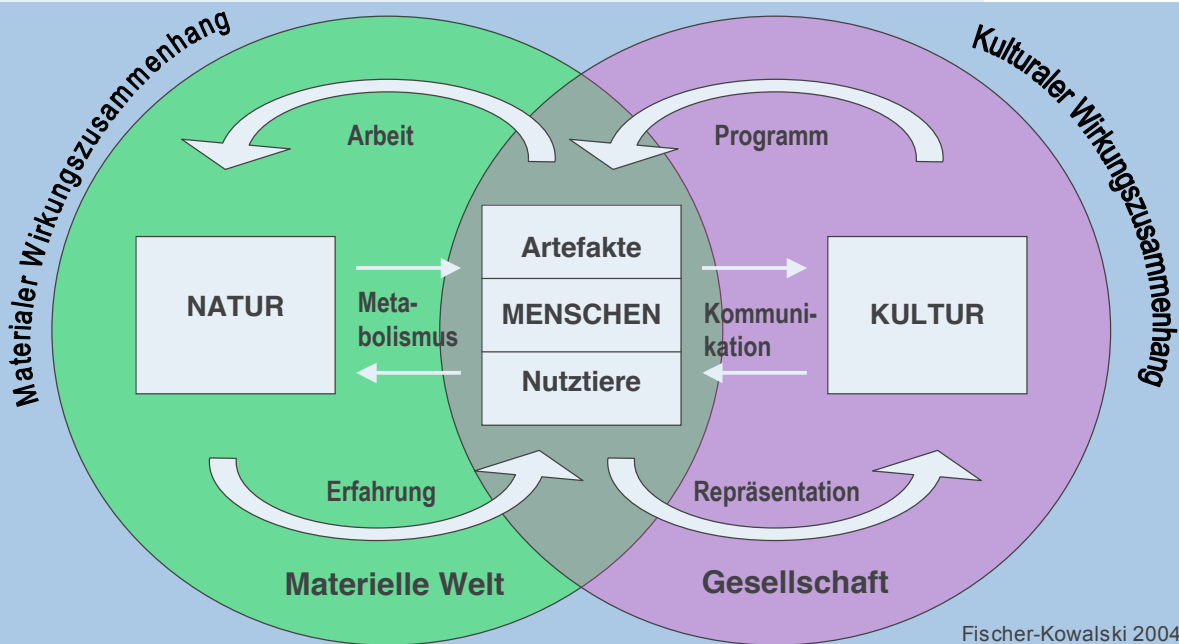 Materialer Wirkungszusammenhang
Kulturaler Wirkungszusammenhang
Arbeit
Programm
NATUR
Meta-
bolismus
Artefakte
MENSCHEN
Nutztiere
Kommuni-
kation
KULTUR
Erfahrung
Repräsentation
Materielle Welt
Gesellschaft
Fischer-Kowalski 2004